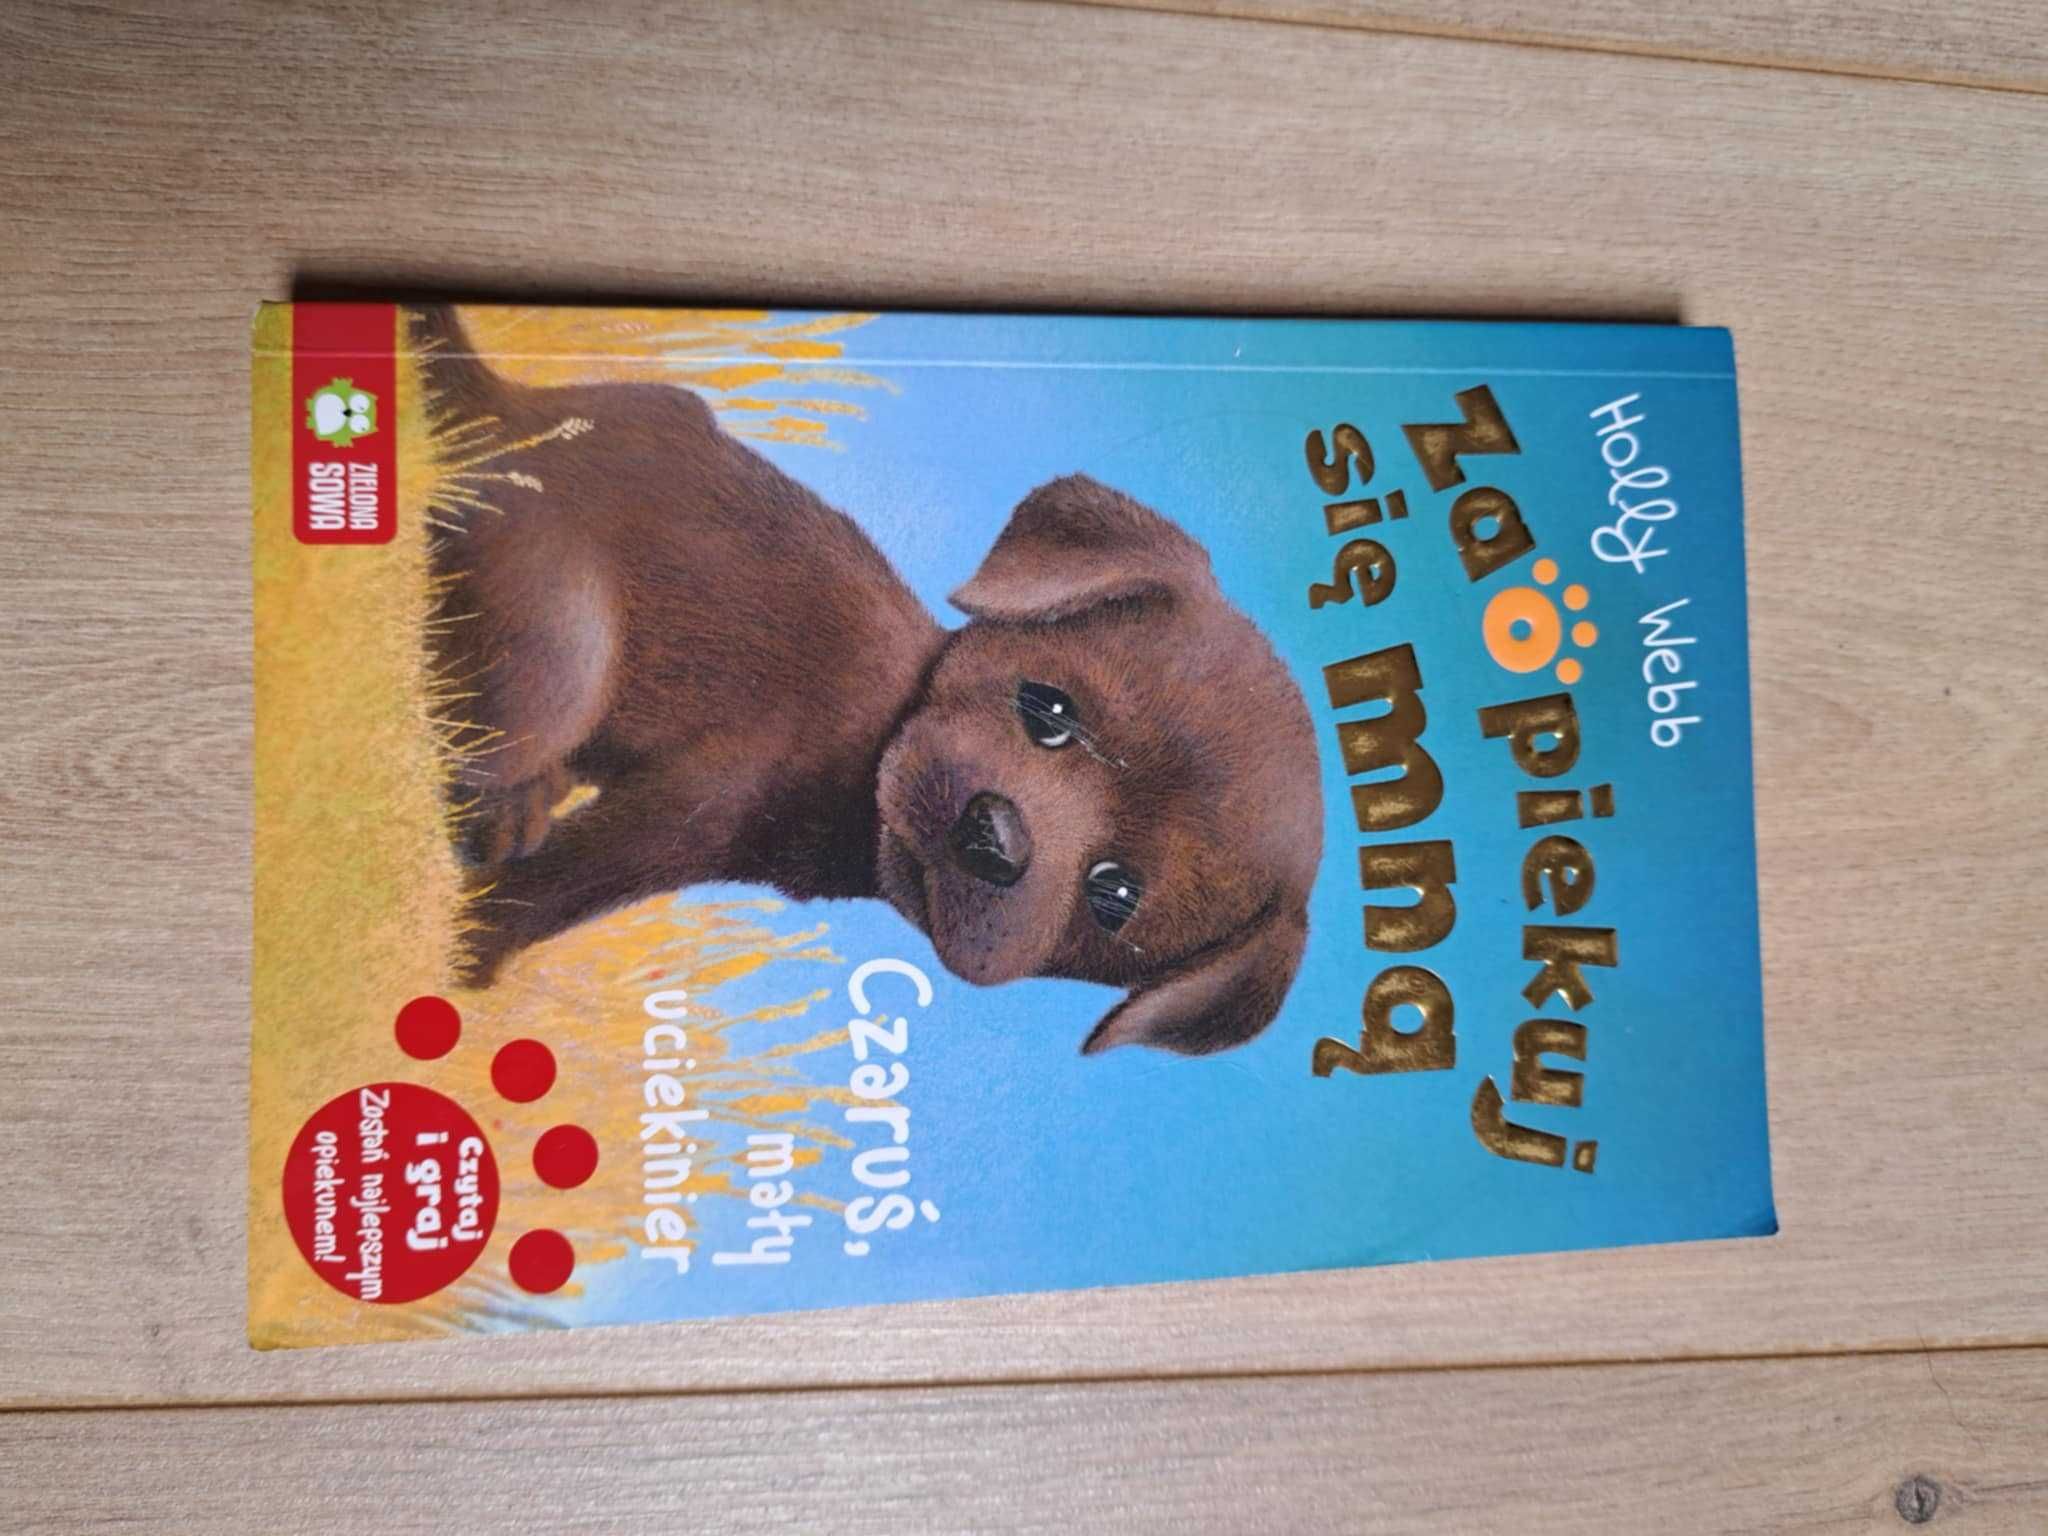 Holly Webb
Zaopiekuj
się mną
Czaruś,
mały
uciekinier
Czytaj
i graj
Zostań najlepszym
opiekunem!
ZIELONA
SOWA